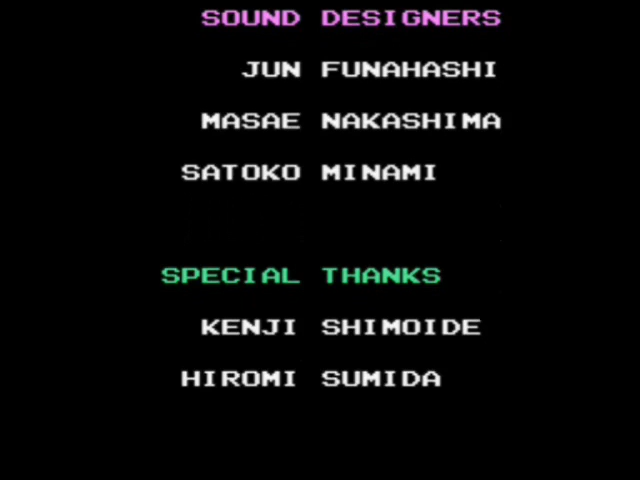 SOUND DESIGNERS
JUN FUNAHASHI
MASAE NAKASHIMA
SATOKO MINAMI
SPECIAL THANKS
KENJI SHIMOIDE
HIROMI SUMIDA